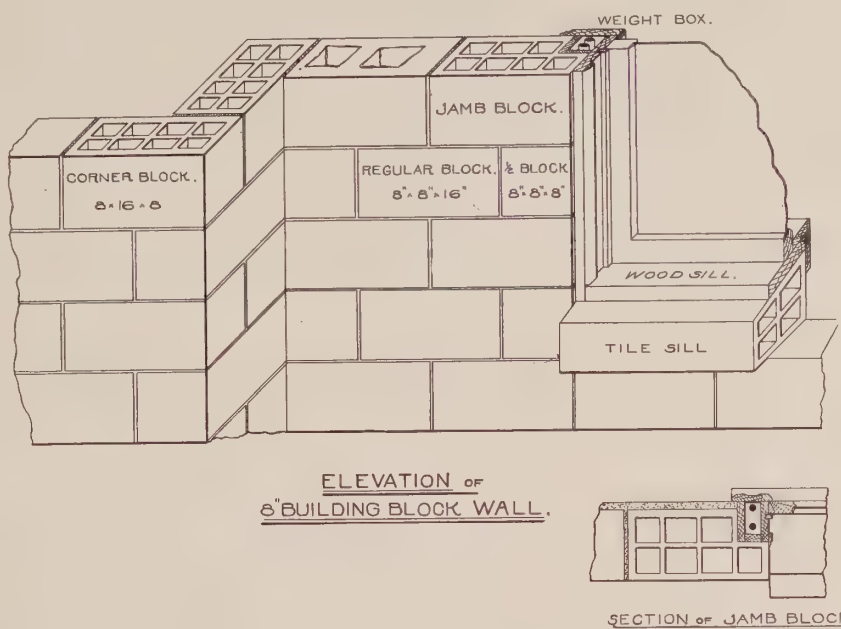 WEIGHT BOX.
JAMB BLOCK.
CORNER BLOCK.
8×16×8
REGULAR BLOCK.
8"×8"×16"
½ BLOCK
8"×8"×8"
WOOD SILL.
TILE SILL
ELEVATION OF
8" BUILDING BLOCK WALL.
SECTION OF JAMB BLOCK